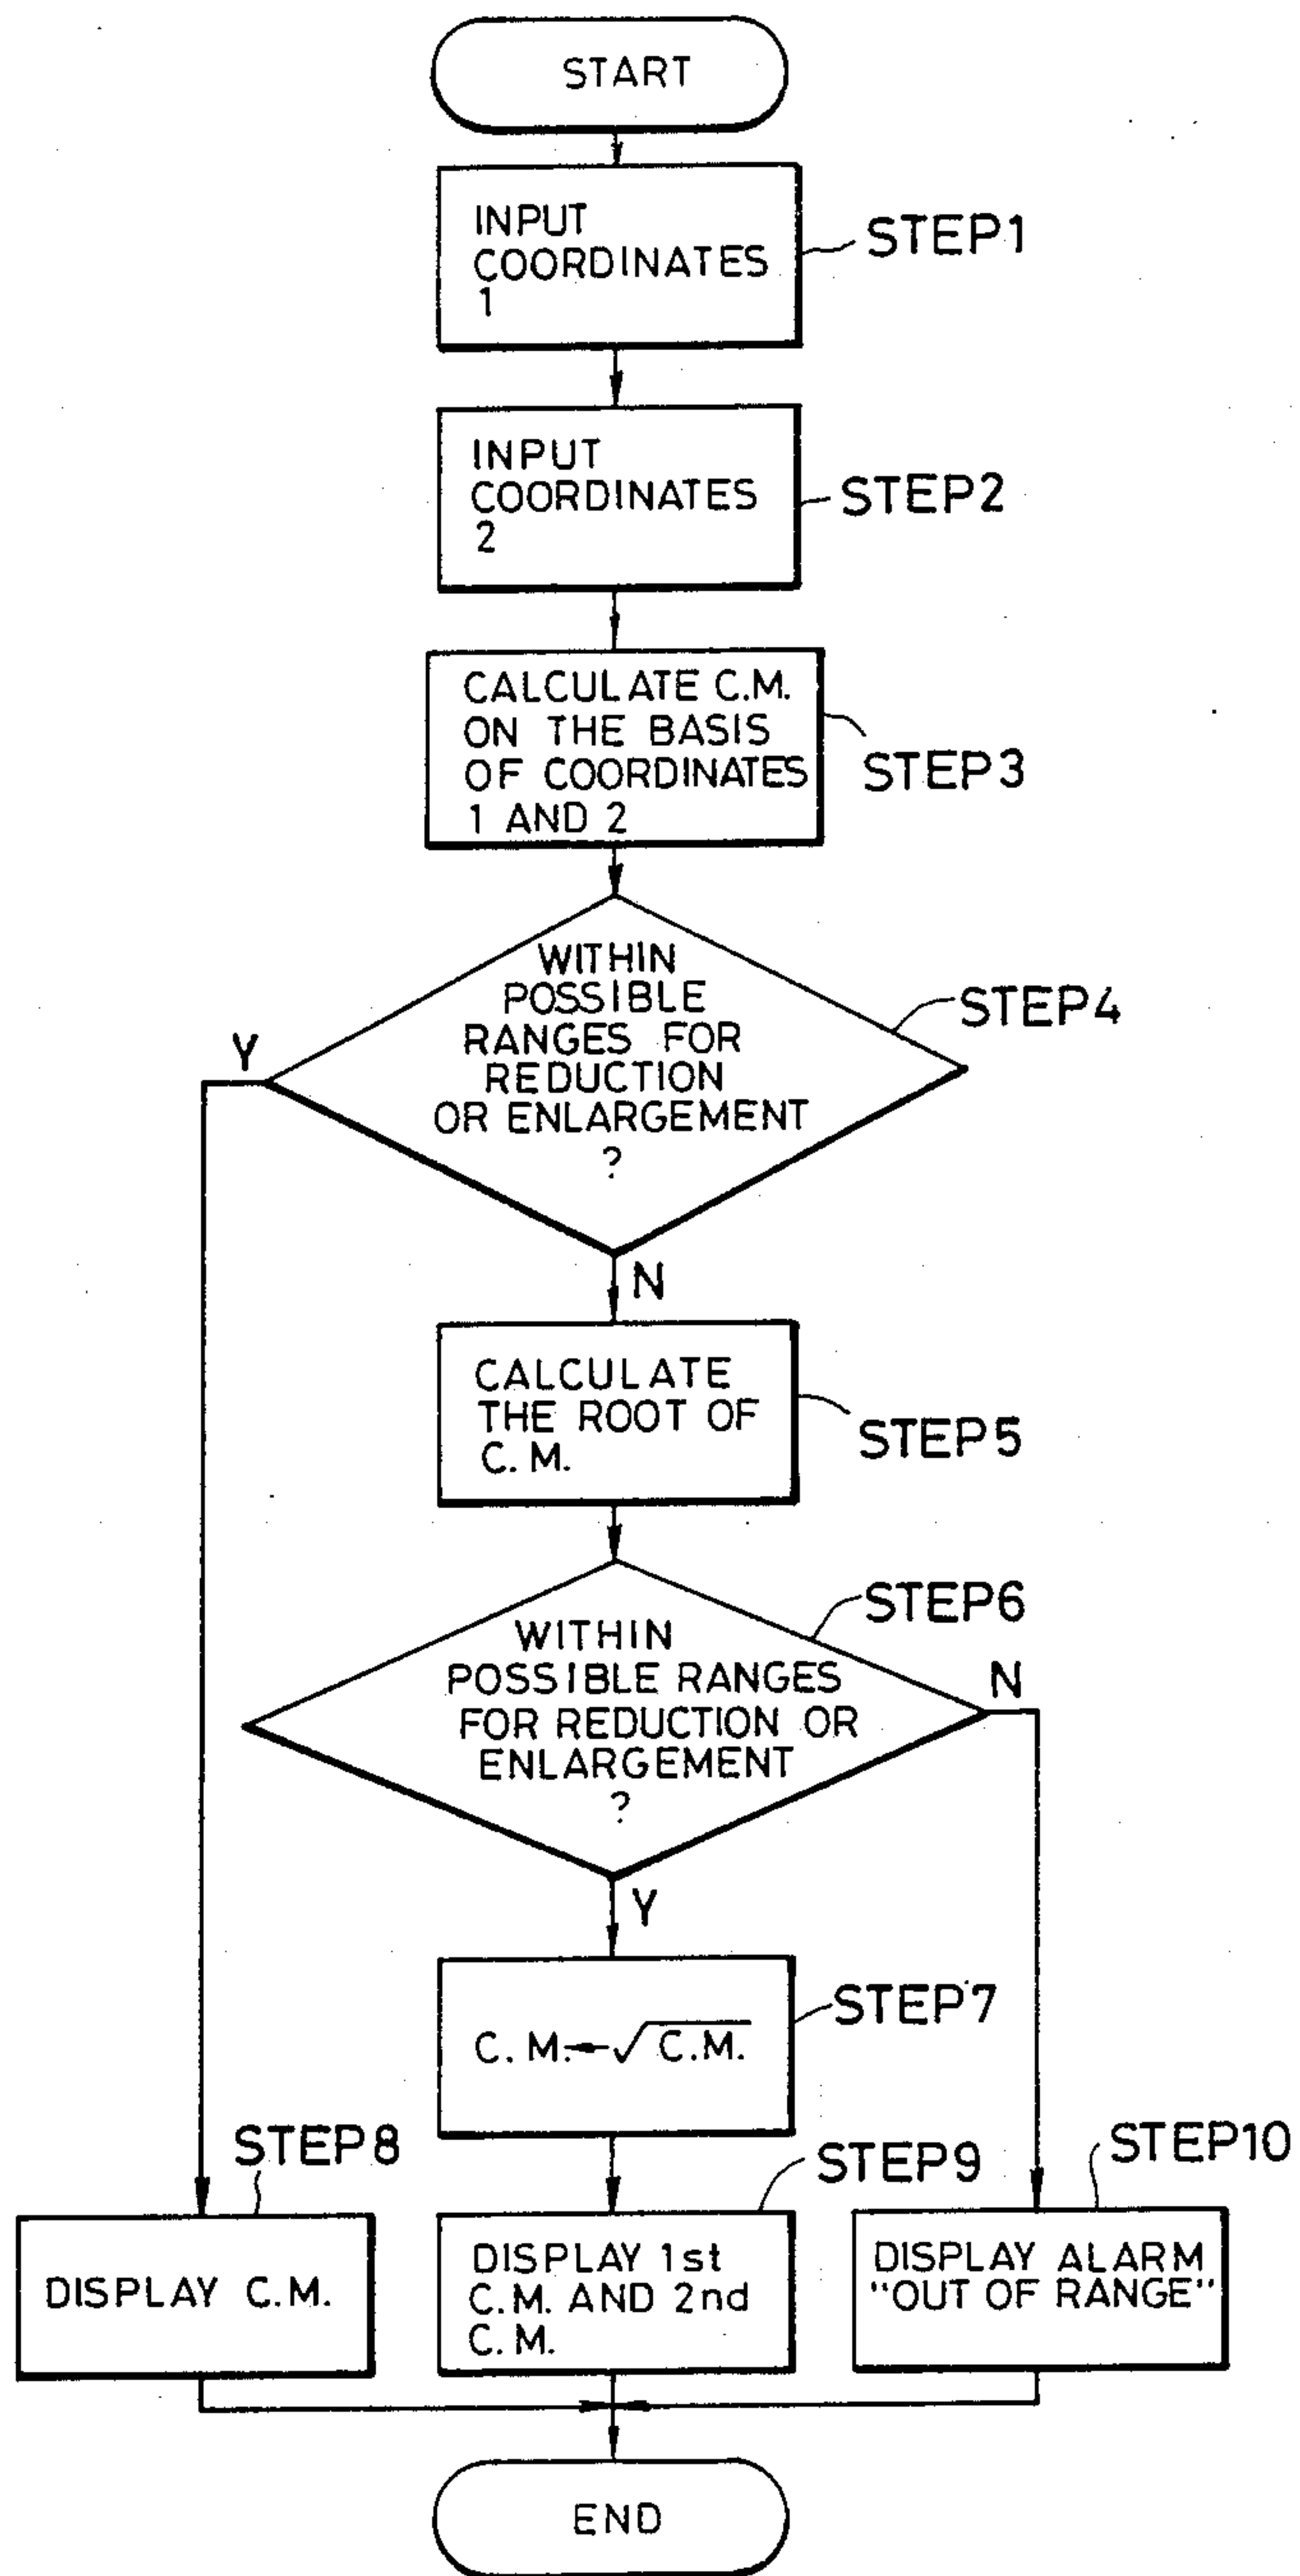 START
INPUT
COORDINATES
1
STEP1
INPUT
COORDINATES
2
STEP2
CALCULATE C.M.
ON THE BASIS
OF COORDINATES
1 AND 2
STEP3
WITHIN
POSSIBLE
RANGES FOR
REDUCTION
OR ENLARGEMENT
?
STEP4
Y
N
CALCULATE
THE ROOT OF
C.M.
STEP5
WITHIN
POSSIBLE RANGES
FOR REDUCTION OR
ENLARGEMENT
?
STEP6
N
Y
C.M.←√C.M.
STEP7
STEP8
DISPLAY C.M.
STEP9
DISPLAY 1st
C.M. AND 2nd
C.M.
STEP10
DISPLAY ALARM
"OUT OF RANGE"
END